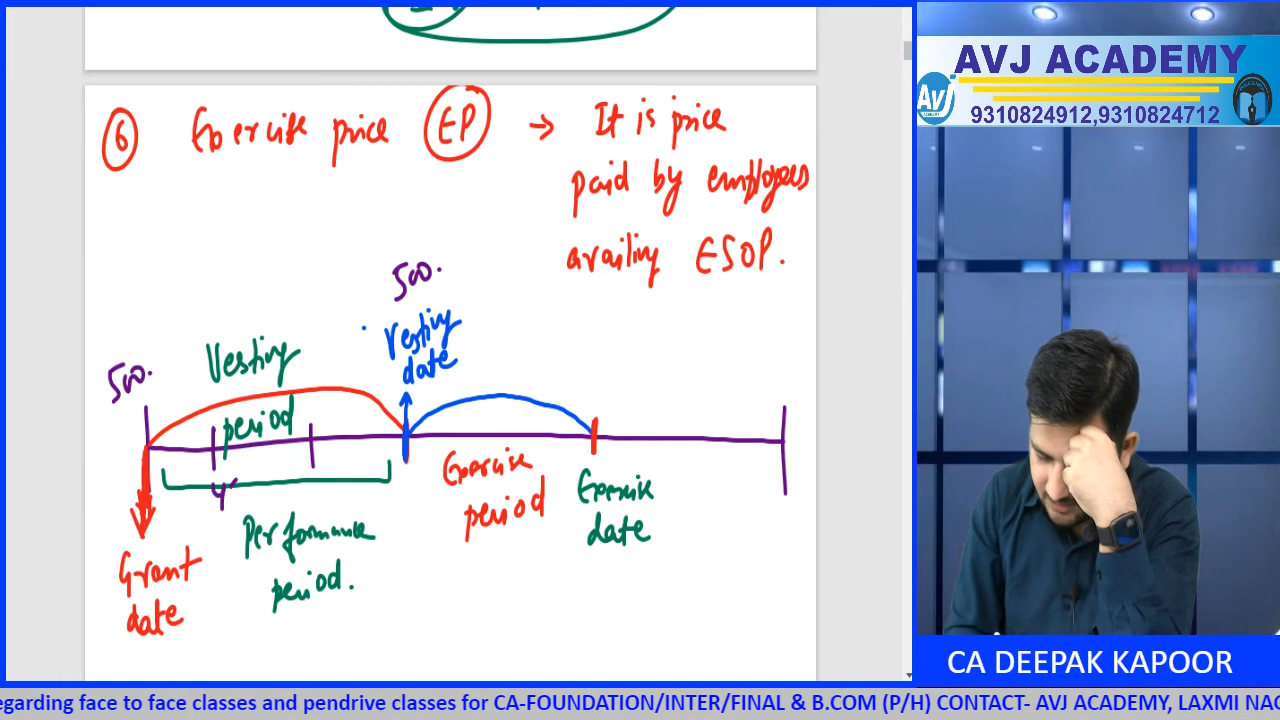 6 Exercise price EP → It is price
paid by employees
availing ESOP.
500.
Vesting
date
500.
Vesting
period
Performance
period.
Grant
date
Exercise
period
Exercise
date
AVJ ACADEMY
AVJ
9310824912,9310824712
CA DEEPAK KAPOOR
egarding face to face classes and pendrive classes for CA-FOUNDATION/INTER/FINAL & B.COM (P/H) CONTACT- AVJ ACADEMY, LAXMI NAG